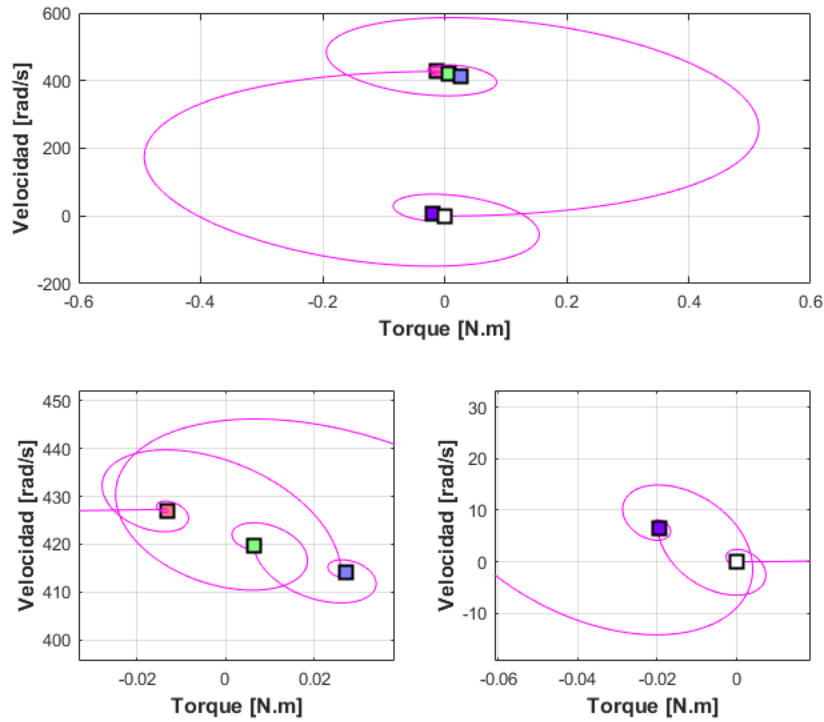 Velocidad [rad/s]
600
400
200
0
-200
-0.6 -0.4 -0.2 0 0.2 0.4 0.6
Torque [N.m]
Velocidad [rad/s]
450
440
430
420
410
400
-0.02 0 0.02
Torque [N.m]
Velocidad [rad/s]
30
20
10
0
-10
-0.06 -0.04 -0.02 0
Torque [N.m]